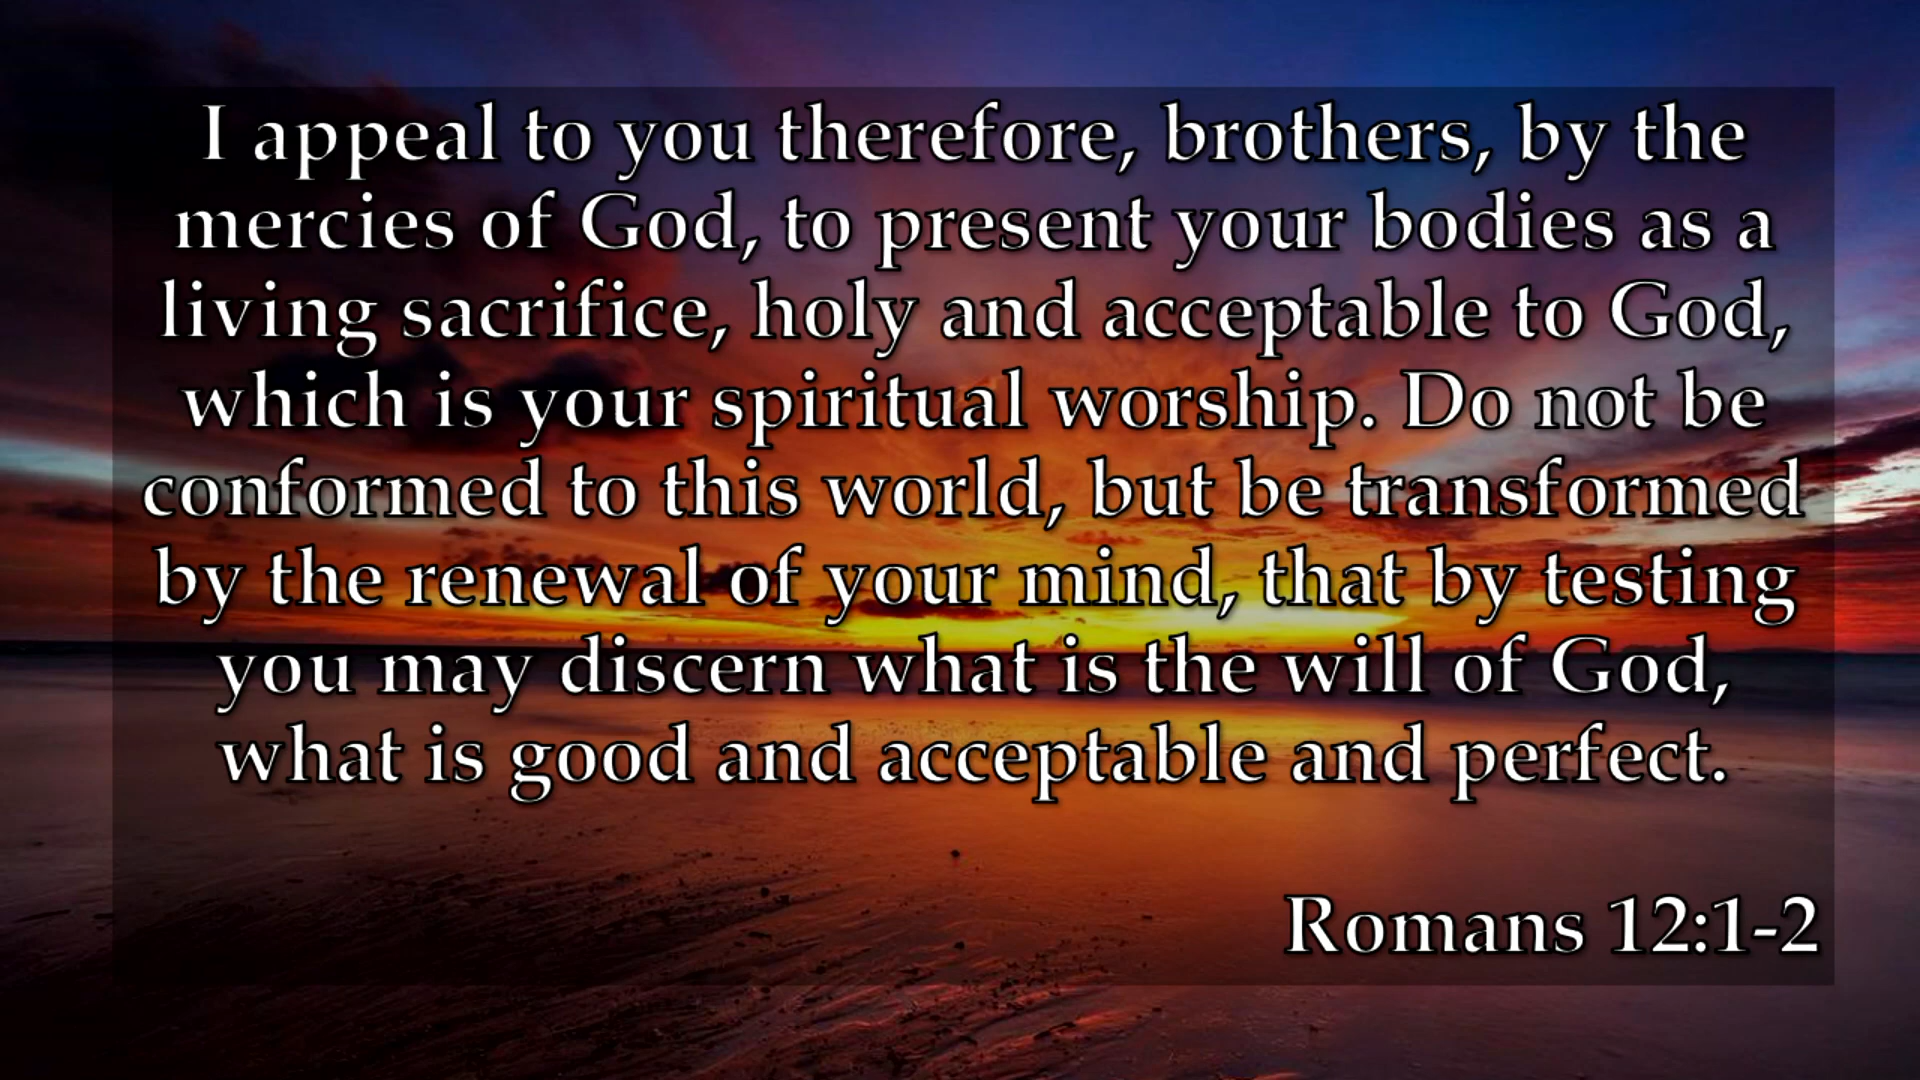 I appeal to you therefore, brothers, by the
mercies of God, to present your bodies as a
living sacrifice, holy and acceptable to God,
which is your spiritual worship. Do not be
conformed to this world, but be transformed
by the renewal of your mind, that by testing
you may discern what is the will of God,
what is good and acceptable and perfect.
Romans 12:1-2